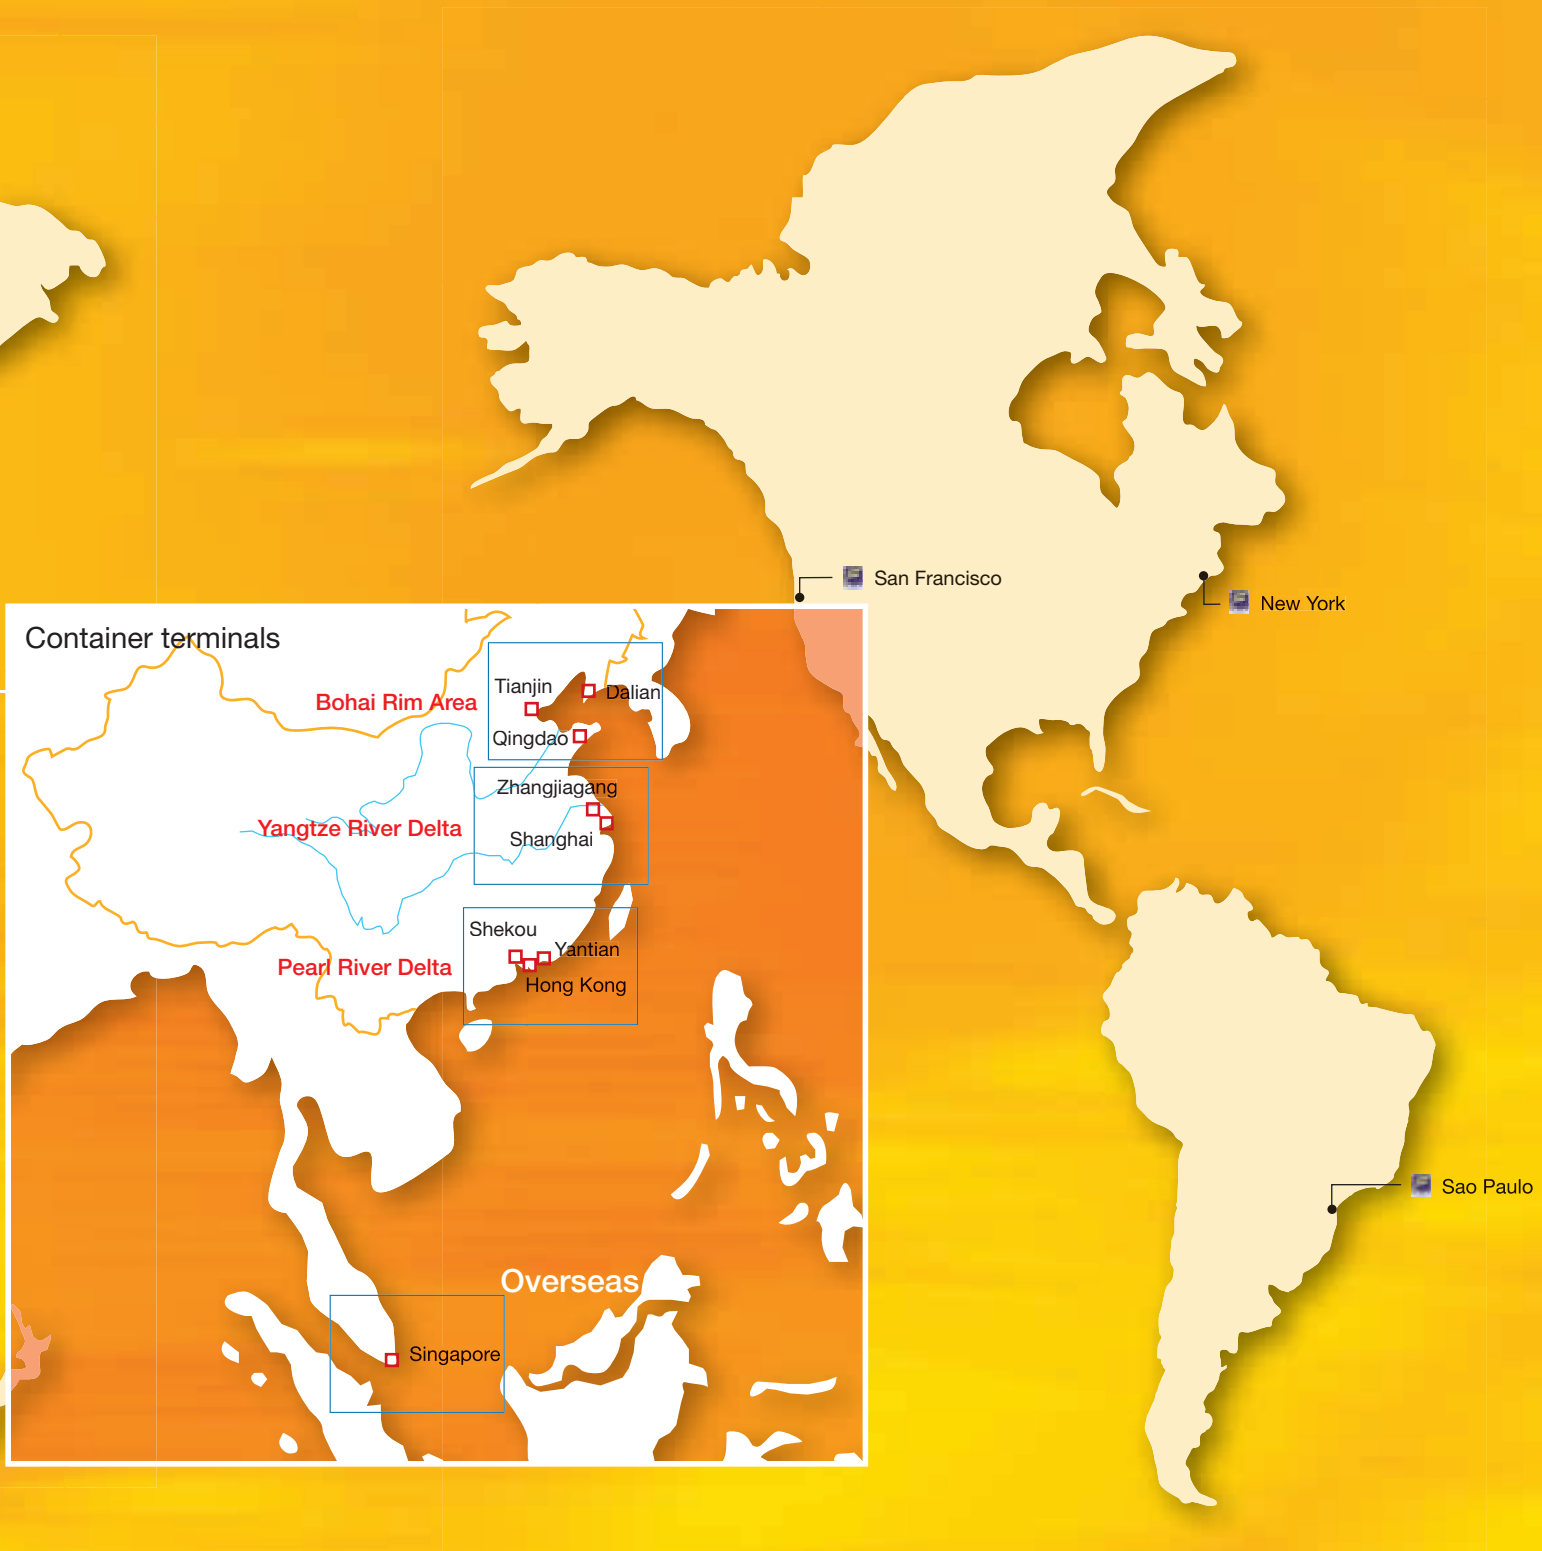 San Francisco
New York
Container terminals
Tianjin
Dalian
Bohai Rim Area
Qingdao
Zhangjiagang
Yangtze River Delta
Shanghai
Shekou
Yantian
Pearl River Delta
Hong Kong
Sao Paulo
Overseas
Singapore